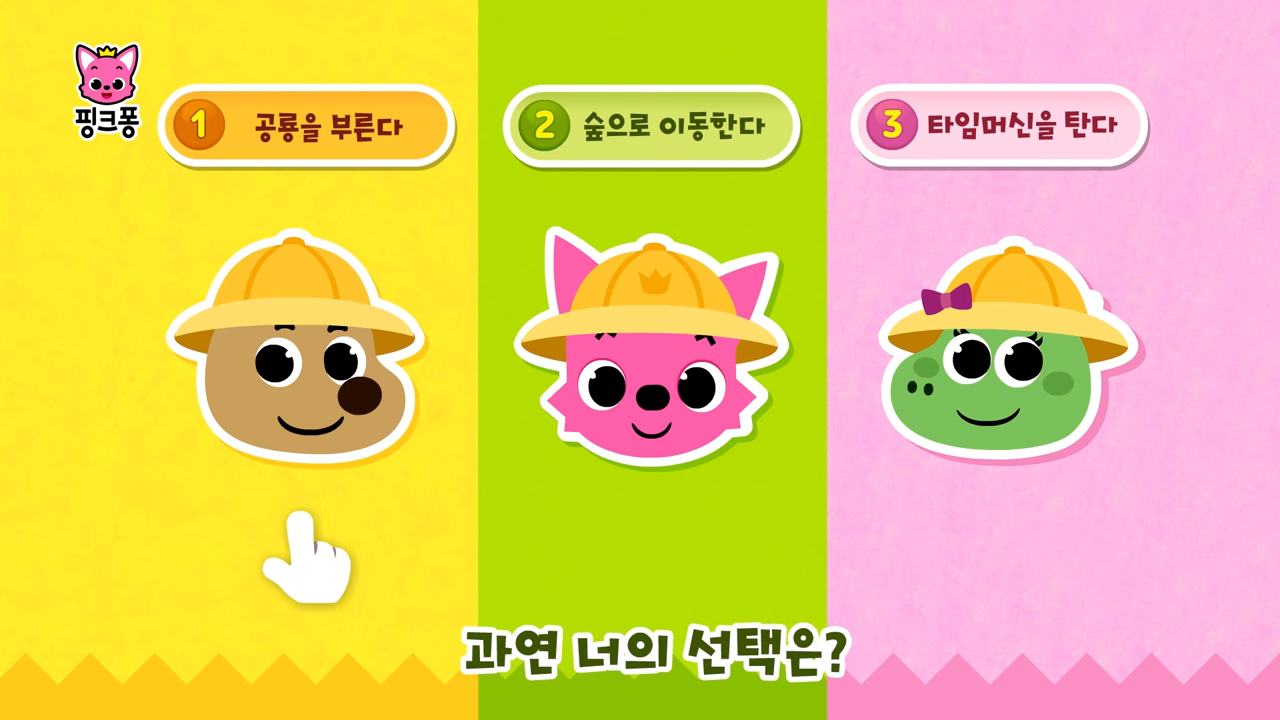 핑크퐁
1 공룡을 부른다
2 숲으로 이동한다
3 타임머신을 탄다
과연 너의 선택은?